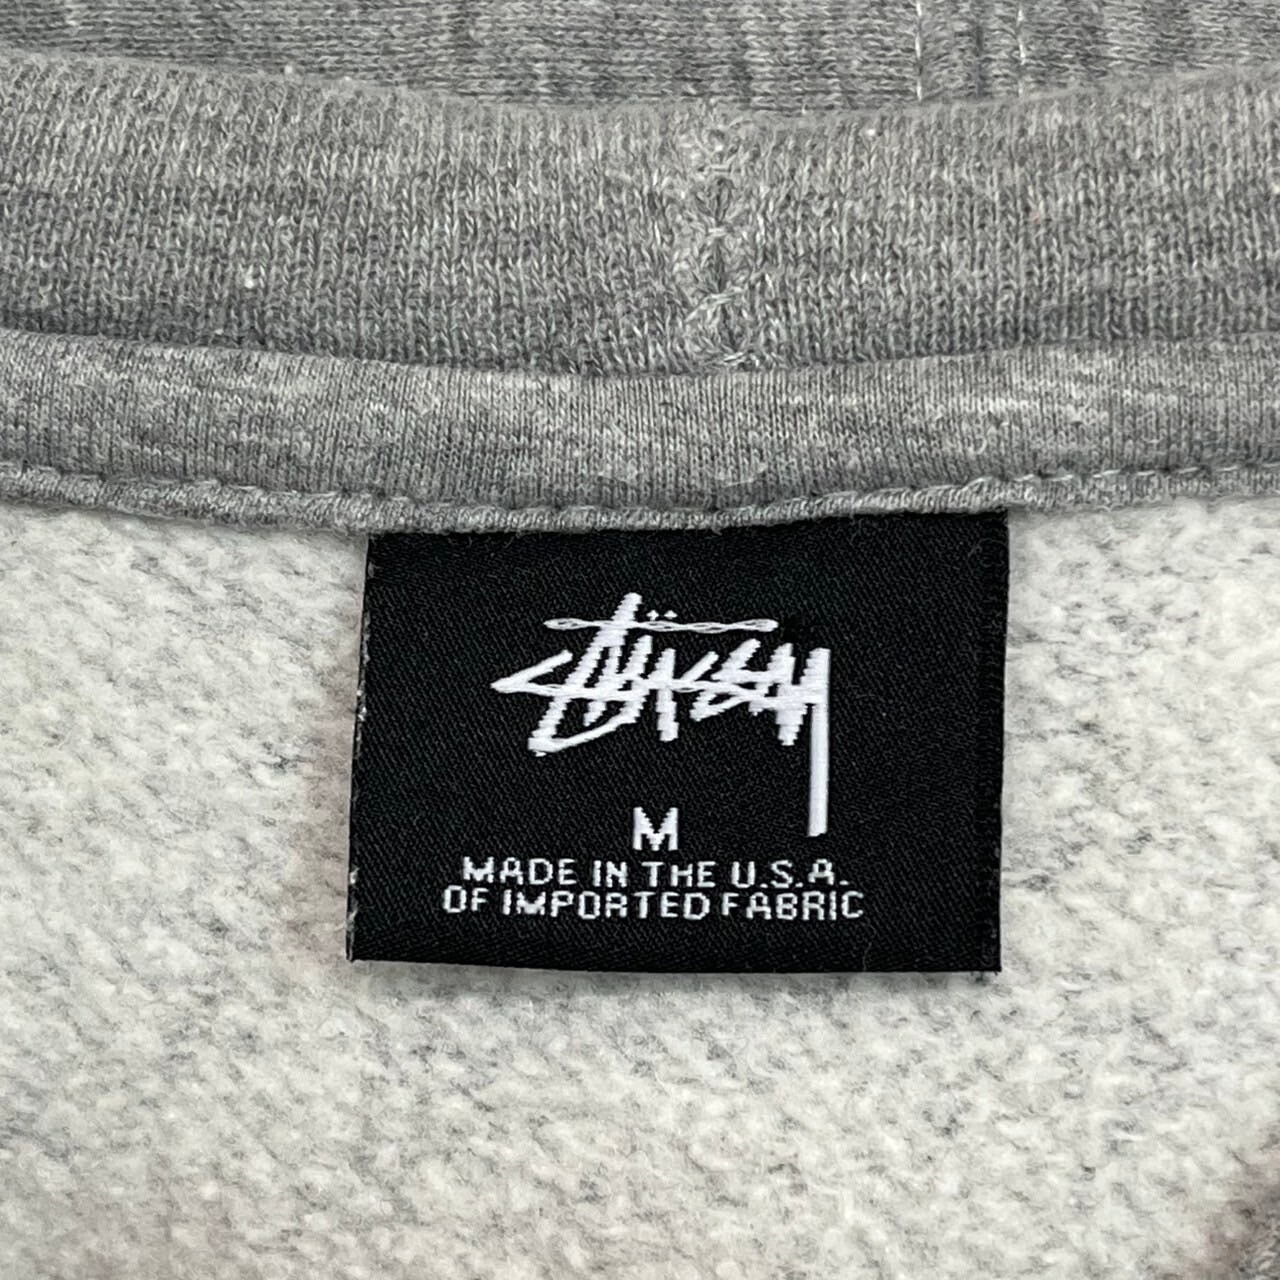 Stüssy
M
MADE IN THE U.S.A.
OF IMPORTED FABRIC